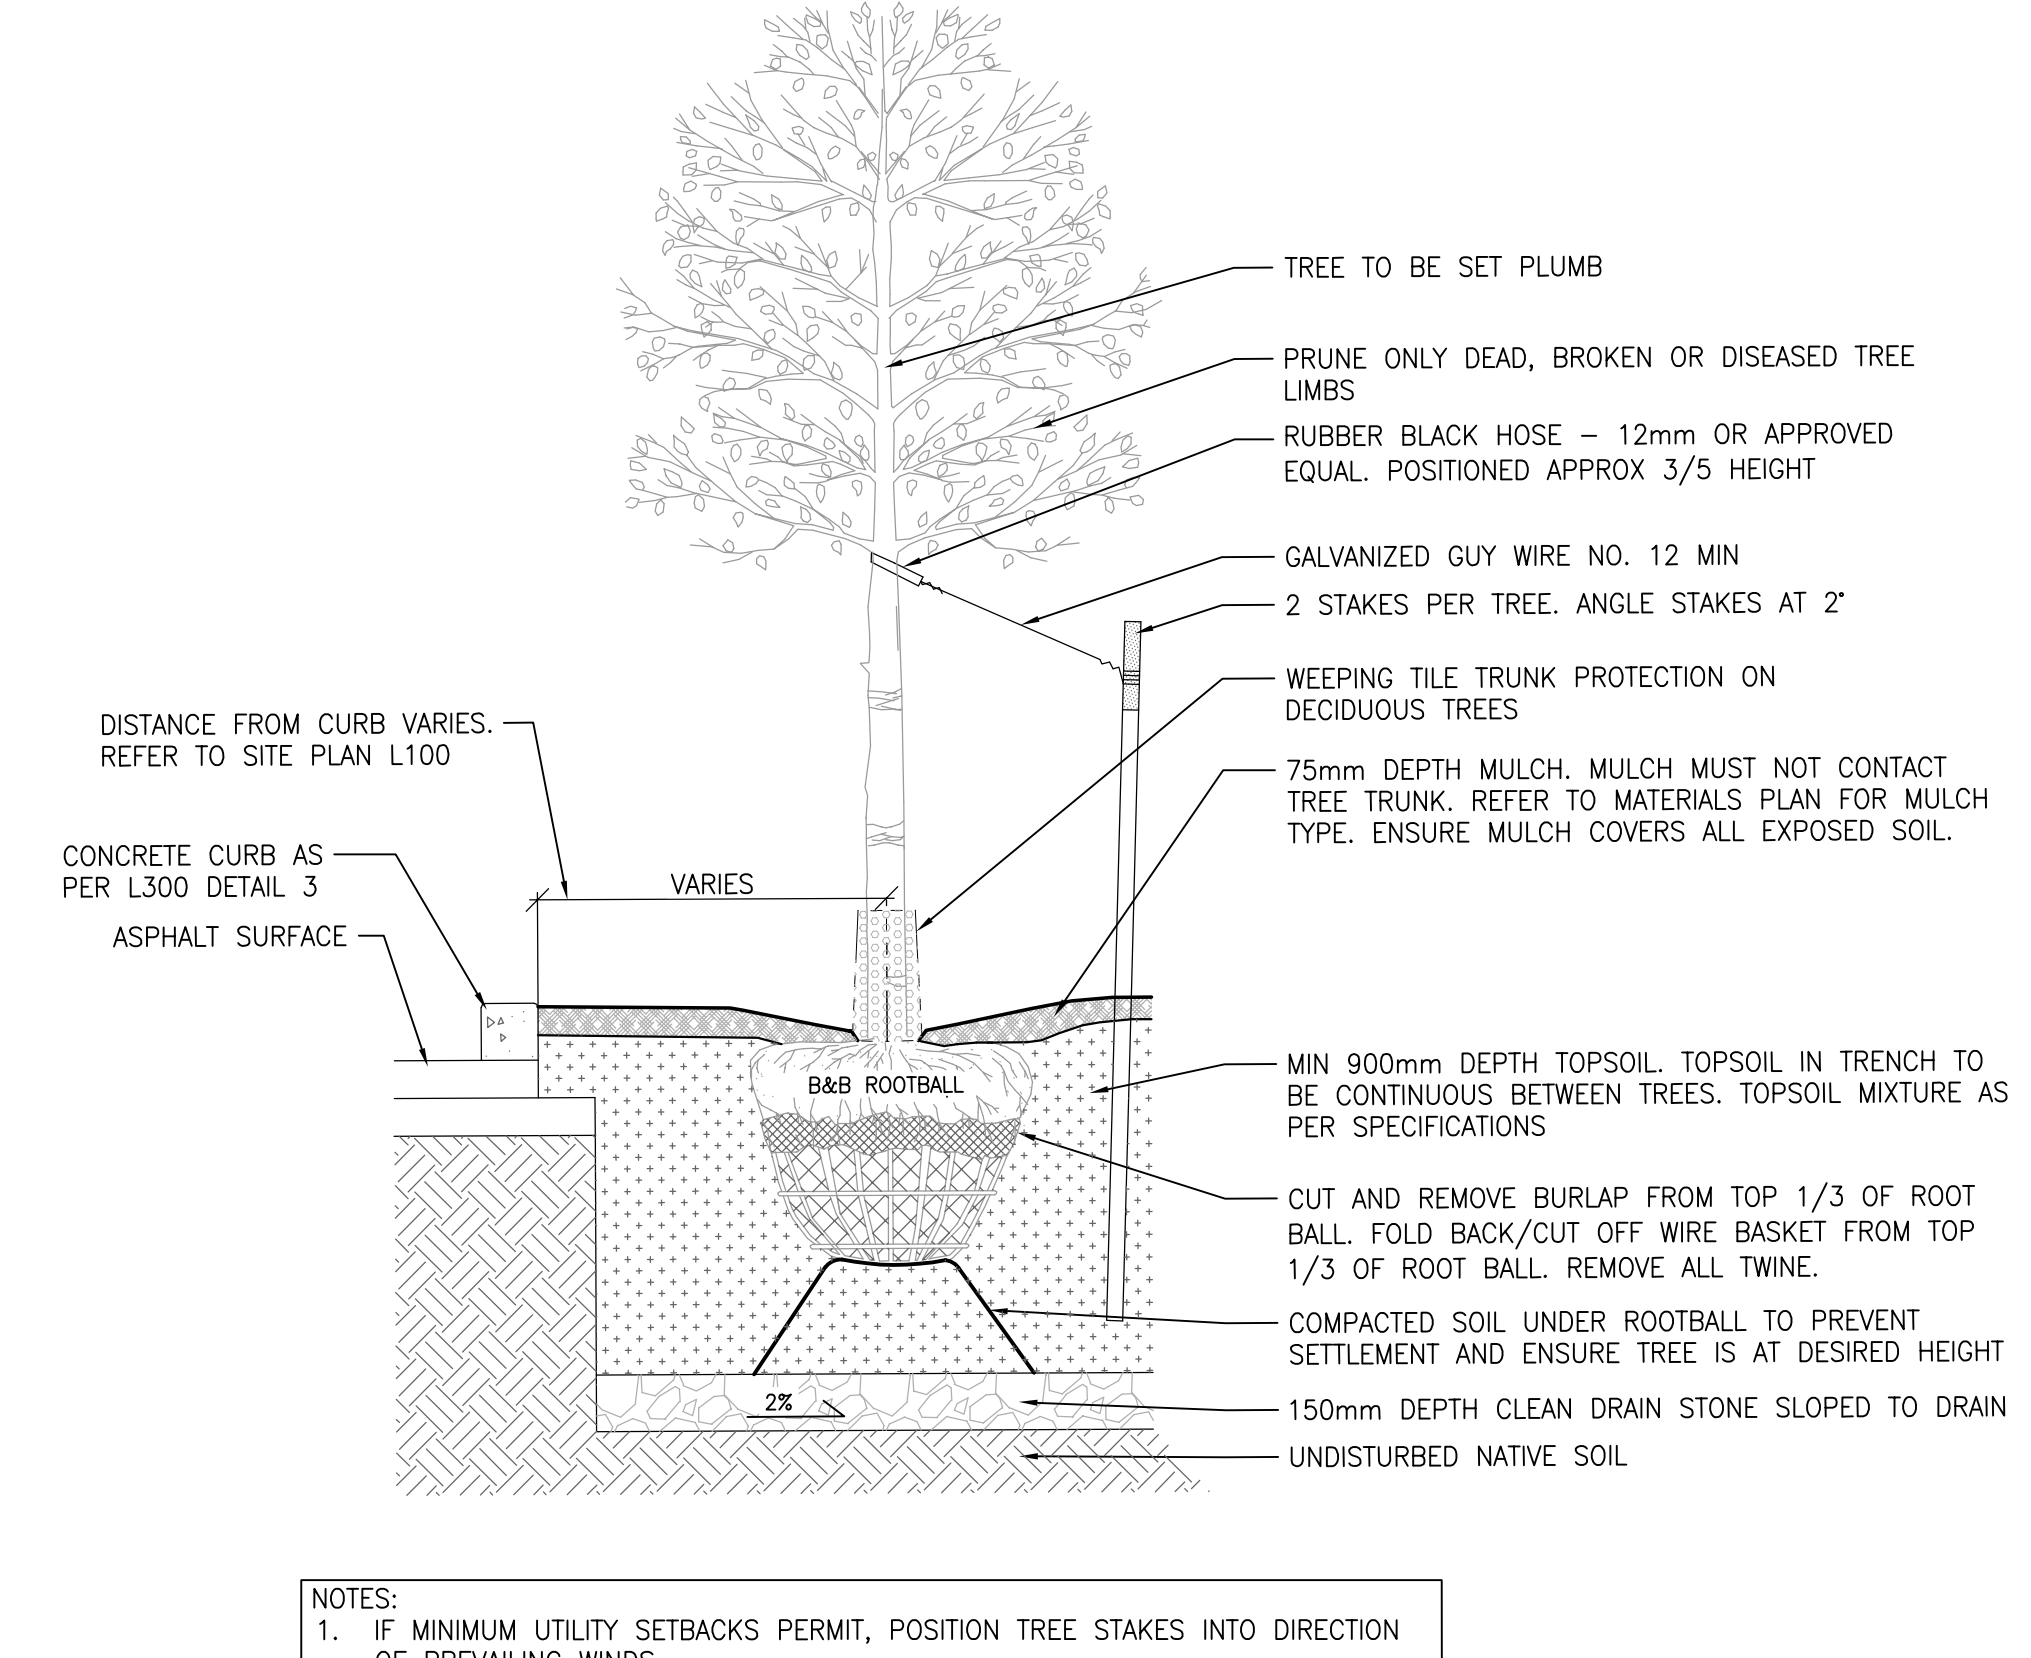 TREE TO BE SET PLUMB
PRUNE ONLY DEAD, BROKEN OR DISEASED TREE
LIMBS
RUBBER BLACK HOSE – 12mm OR APPROVED
EQUAL. POSITIONED APPROX 3/5 HEIGHT
GALVANIZED GUY WIRE NO. 12 MIN
2 STAKES PER TREE. ANGLE STAKES AT 2°
WEEPING TILE TRUNK PROTECTION ON
DECIDUOUS TREES
DISTANCE FROM CURB VARIES.
REFER TO SITE PLAN L100
75mm DEPTH MULCH. MULCH MUST NOT CONTACT
TREE TRUNK. REFER TO MATERIALS PLAN FOR MULCH
TYPE. ENSURE MULCH COVERS ALL EXPOSED SOIL.
CONCRETE CURB AS
PER L300 DETAIL 3
VARIES
ASPHALT SURFACE
MIN 900mm DEPTH TOPSOIL. TOPSOIL IN TRENCH TO
BE CONTINUOUS BETWEEN TREES. TOPSOIL MIXTURE AS
PER SPECIFICATIONS
B&B ROOTBALL
CUT AND REMOVE BURLAP FROM TOP 1/3 OF ROOT
BALL. FOLD BACK/CUT OFF WIRE BASKET FROM TOP
1/3 OF ROOT BALL. REMOVE ALL TWINE.
COMPACTED SOIL UNDER ROOTBALL TO PREVENT
SETTLEMENT AND ENSURE TREE IS AT DESIRED HEIGHT
2%
150mm DEPTH CLEAN DRAIN STONE SLOPED TO DRAIN
UNDISTURBED NATIVE SOIL
NOTES:
1. IF MINIMUM UTILITY SETBACKS PERMIT, POSITION TREE STAKES INTO DIRECTION
OF PREVAILING WINDS